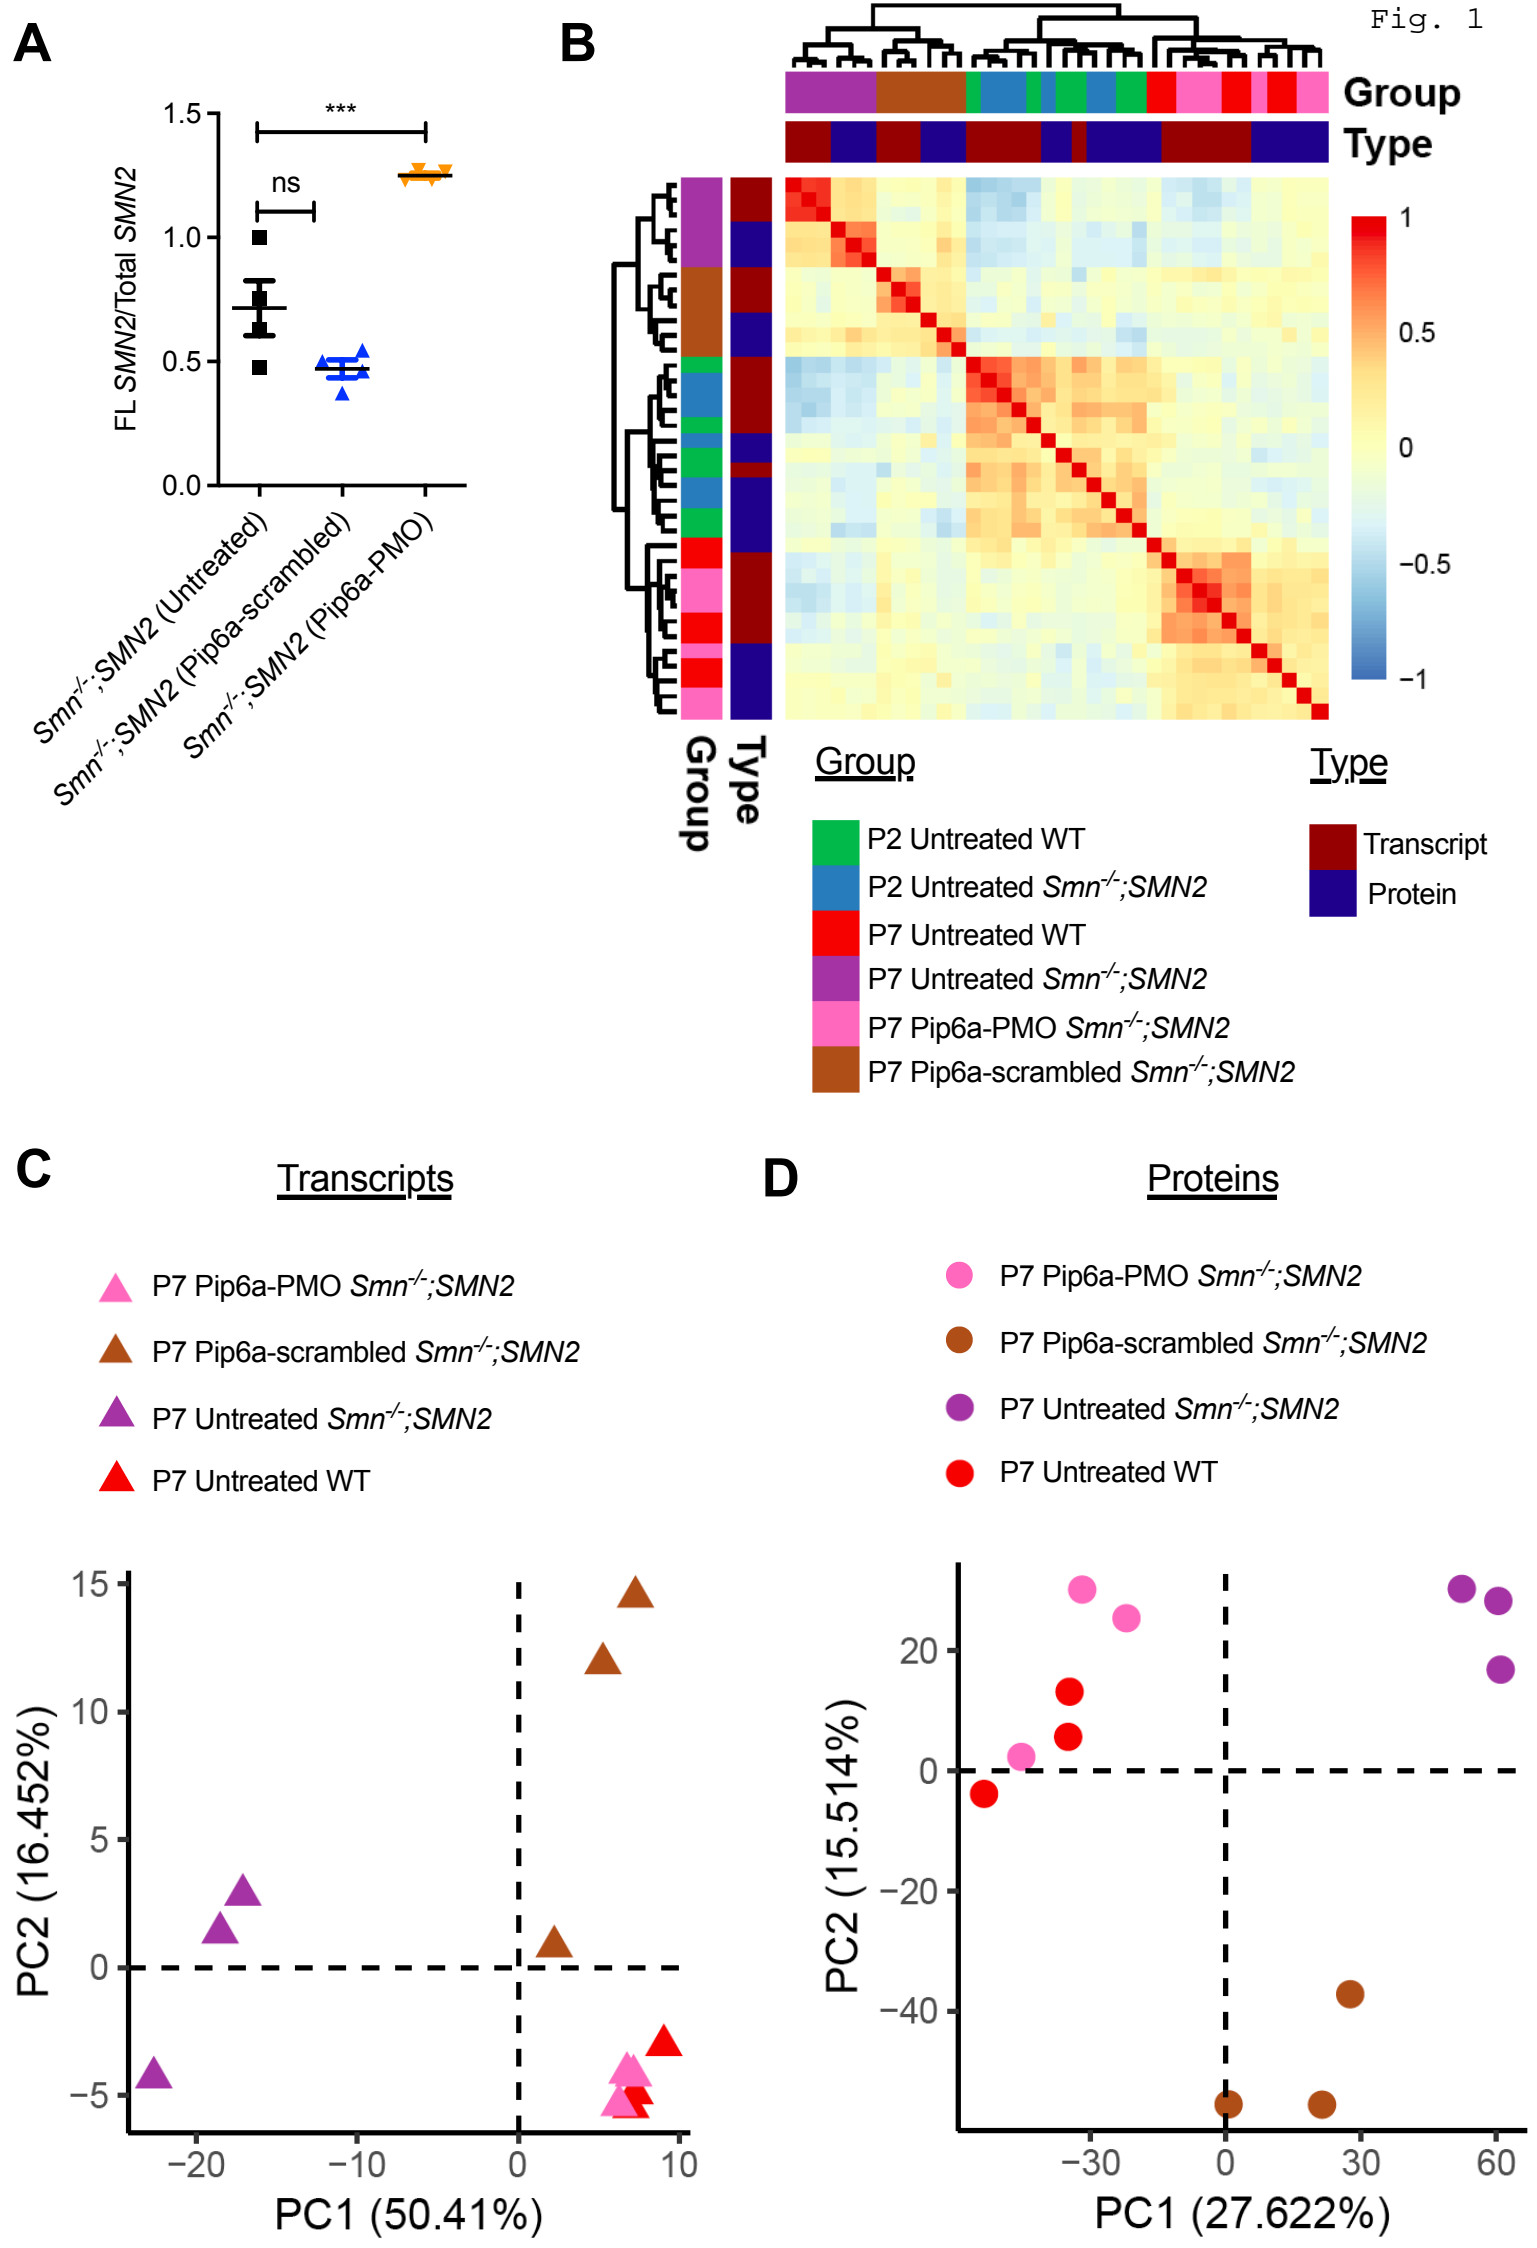 Fig. 1
A
B
1.5
1.0
0.5
0.0
FL SMN2/Total SMN2
***
ns
Smn-/-;SMN2 (Untreated)
Smn-/-;SMN2 (Pip6a-scrambled)
Smn-/-;SMN2 (Pip6a-PMO)
Group
Type
1
0.5
0
−0.5
−1
Group
Type
Group
P2 Untreated WT
P2 Untreated Smn-/-;SMN2
P7 Untreated WT
P7 Untreated Smn-/-;SMN2
P7 Pip6a-PMO Smn-/-;SMN2
P7 Pip6a-scrambled Smn-/-;SMN2
Type
Transcript
Protein
C
Transcripts
P7 Pip6a-PMO Smn-/-;SMN2
P7 Pip6a-scrambled Smn-/-;SMN2
P7 Untreated Smn-/-;SMN2
P7 Untreated WT
15
10
5
0
−5
PC2 (16.452%)
−20
−10
0
10
PC1 (50.41%)
D
Proteins
P7 Pip6a-PMO Smn-/-;SMN2
P7 Pip6a-scrambled Smn-/-;SMN2
P7 Untreated Smn-/-;SMN2
P7 Untreated WT
20
0
−20
−40
PC2 (15.514%)
−30
0
30
60
PC1 (27.622%)